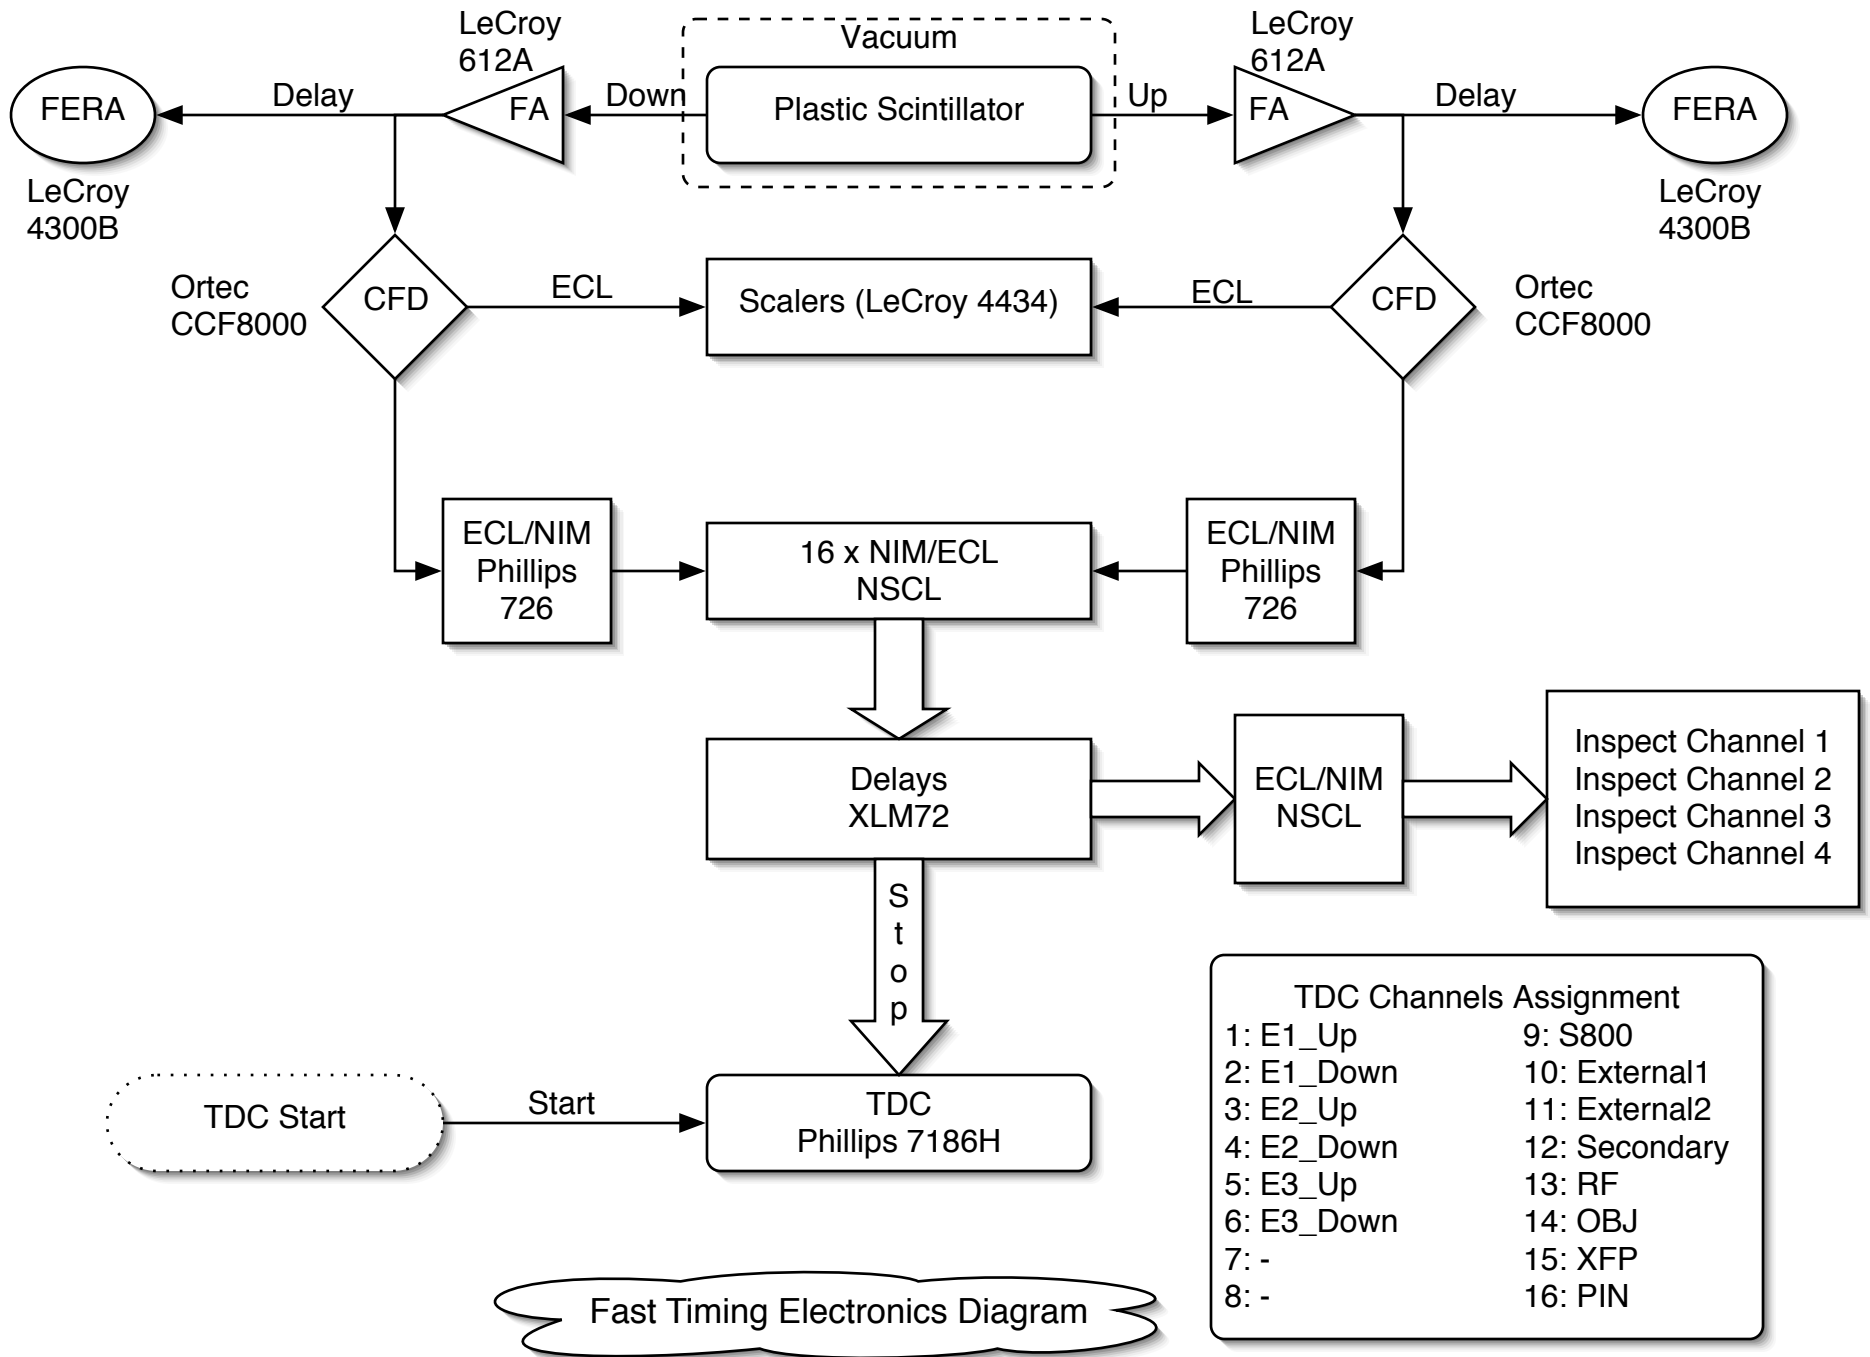 LeCroy
612A
Vacuum
LeCroy
612A
FERA
Delay
FA
Down
Plastic Scintillator
Up
FA
Delay
FERA
LeCroy
4300B
LeCroy
4300B
Ortec
CCF8000
CFD
ECL
Scalers (LeCroy 4434)
ECL
CFD
Ortec
CCF8000
ECL/NIM
Phillips
726
16 x NIM/ECL
NSCL
ECL/NIM
Phillips
726
Delays
XLM72
ECL/NIM
NSCL
Inspect Channel 1
Inspect Channel 2
Inspect Channel 3
Inspect Channel 4
Stop
TDC Start
Start
TDC
Phillips 7186H
TDC Channels Assignment
1: E1_Up
2: E1_Down
3: E2_Up
4: E2_Down
5: E3_Up
6: E3_Down
7: -
8: -
9: S800
10: External1
11: External2
12: Secondary
13: RF
14: OBJ
15: XFP
16: PIN
Fast Timing Electronics Diagram